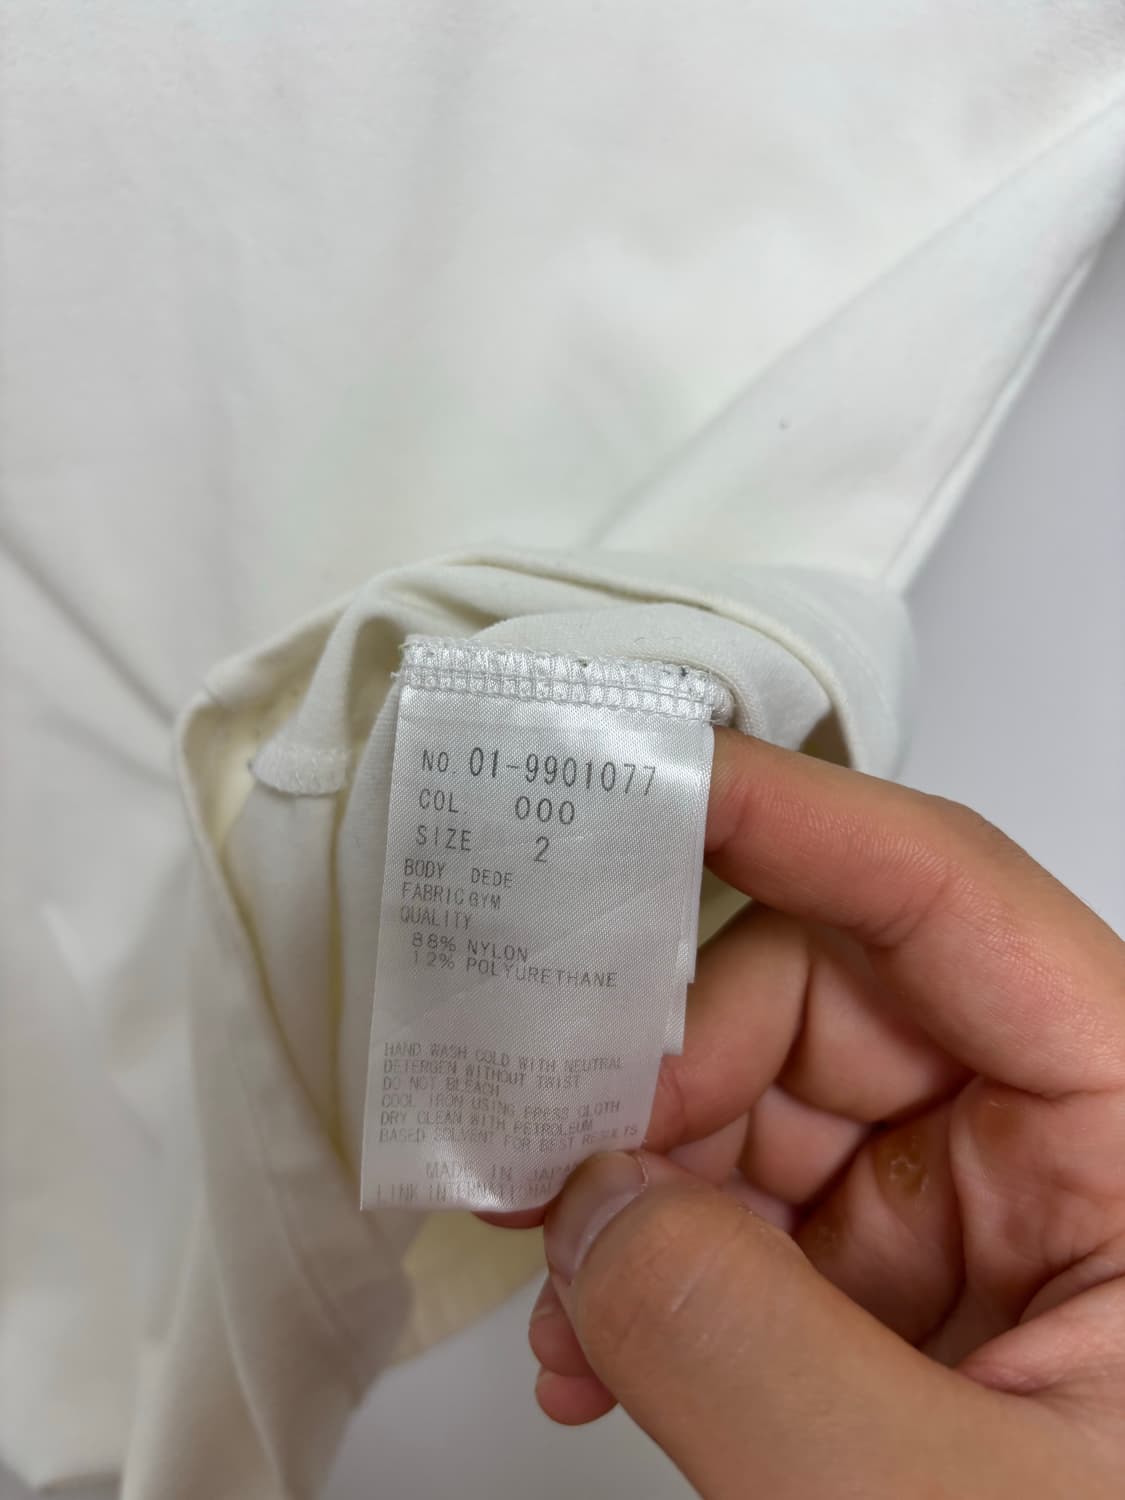 NO. 01-9901077
COL. 000
SIZE 2
BODY DEDE
FABRIC GYM
QUALITY
88% NYLON
12% POLYURETHANE
HAND WASH COLD WITH NEUTRAL
DETERGEN WITHOUT TWIST
DO NOT BLEACH
COOL IRON USING PRESS CLOTH
DRY CLEAN WITH PETROLEUM
BASED SOLVENT FOR BEST RESULTS
MADE IN JAPAN
LINK INTERNATIONAL